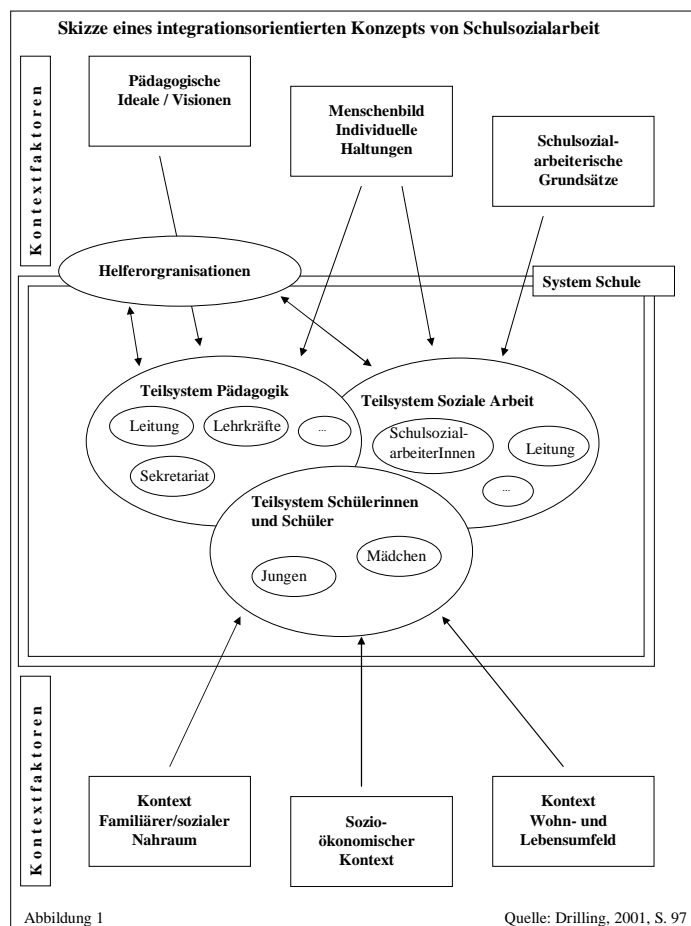 Skizze eines integrationsorientierten Konzepts von Schulsozialarbeit
Kontextfaktoren
Pädagogische
Ideale / Visionen
Menschenbild
Individuelle
Haltungen
Schulsozial-
arbeiterische
Grundsätze
Helferorgranisationen
System Schule
Teilsystem Pädagogik
Leitung
Lehrkräfte
...
Sekretariat
Teilsystem Soziale Arbeit
Schulsozial-
arbeiterInnen
Leitung
...
Teilsystem Schülerinnen
und Schüler
Mädchen
Jungen
Kontextfaktoren
Kontext
Familiärer/sozialer
Nahraum
Sozio-
ökonomischer
Kontext
Kontext
Wohn- und
Lebensumfeld
Abbildung 1
Quelle: Drilling, 2001, S. 97